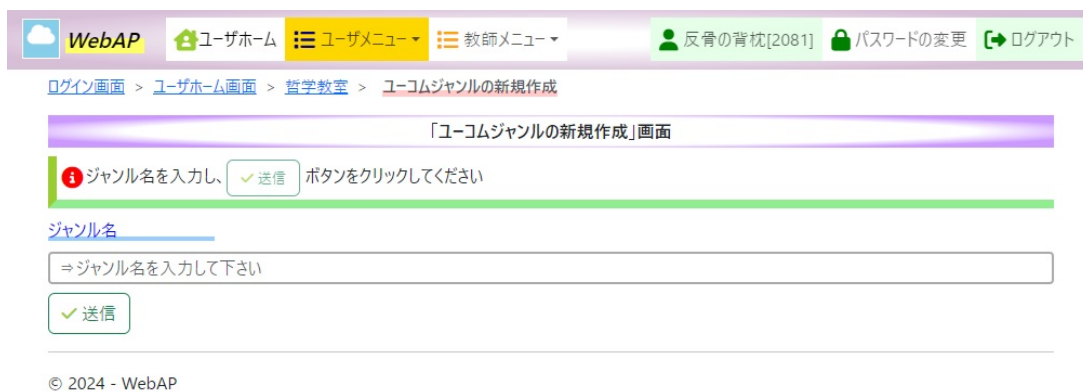 WebAP ユーザホーム ユーザメニュー 教師メニュー 反骨の背枕[2081] パスワードの変更 ログアウト
ログイン画面 > ユーザホーム画面 > 哲学教室 > ユーコムジャンルの新規作成
「ユーコムジャンルの新規作成」画面
ジャンル名を入力し、 送信 ボタンをクリックしてください
ジャンル名
⇒ジャンル名を入力して下さい
送信
© 2024 - WebAP